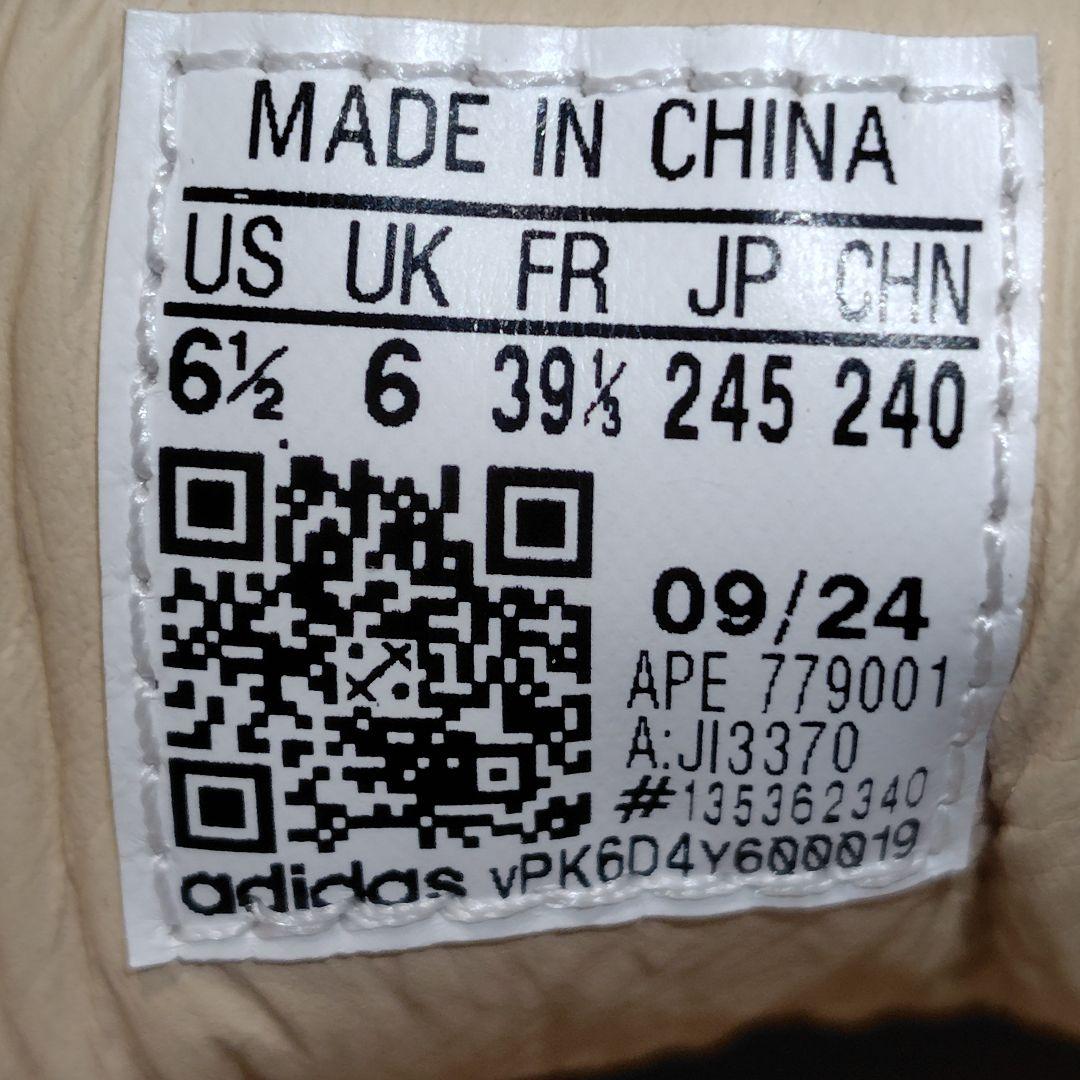 MADE IN CHINA
US UK FR JP CHN
6½ 6 39⅓ 245 240
09/24
APE 779001
A:JI3370
#135362340
adidas vPK6D4Y600019